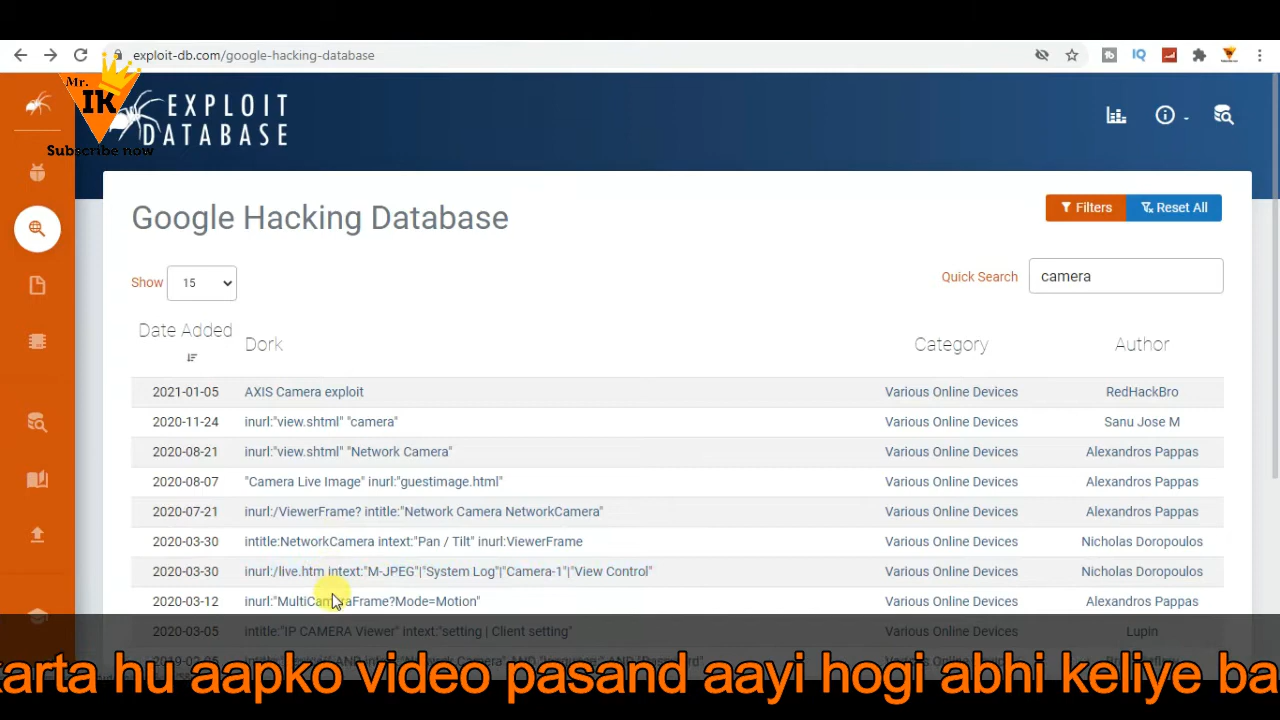 exploit-db.com/google-hacking-database
Mr.
IK
Subscribe now
EXPLOIT
DATABASE
Google Hacking Database
Filters
Reset All
Show
15
Quick Search
camera
Date Added
Dork
Category
Author
2021-01-05 AXIS Camera exploit Various Online Devices RedHackBro
2020-11-24 inurl:"view.shtml" "camera" Various Online Devices Sanu Jose M
2020-08-21 inurl:"view.shtml" "Network Camera" Various Online Devices Alexandros Pappas
2020-08-07 "Camera Live Image" inurl:"guestimage.html" Various Online Devices Alexandros Pappas
2020-07-21 inurl:/ViewerFrame? intitle:"Network Camera NetworkCamera" Various Online Devices Alexandros Pappas
2020-03-30 intitle:NetworkCamera intext:"Pan / Tilt" inurl:ViewerFrame Various Online Devices Nicholas Doropoulos
2020-03-30 inurl:/live.htm intext:"M-JPEG"|"System Log"|"Camera-1"|"View Control" Various Online Devices Nicholas Doropoulos
2020-03-12 inurl:"MultiCameraFrame?Mode=Motion" Various Online Devices Alexandros Pappas
2020-03-05 intitle:"IP CAMERA Viewer" intext:"setting | Client setting" Various Online Devices Lupin
karta hu aapko video pasand aayi hogi abhi keliye ba